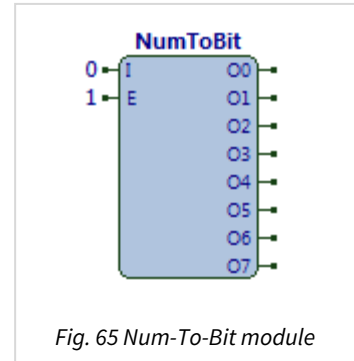 NumToBit
0 I O0
1 E O1
O2
O3
O4
O5
O6
O7
Fig. 65 Num-To-Bit module